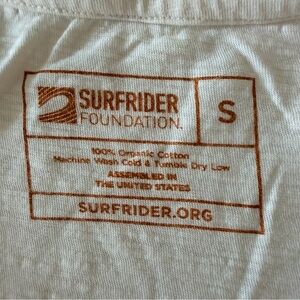 SURFRIDER
FOUNDATION.
S
100% Organic Cotton
Machine Wash Cold & Tumble Dry Low
ASSEMBLED IN
THE UNITED STATES
SURFRIDER.ORG